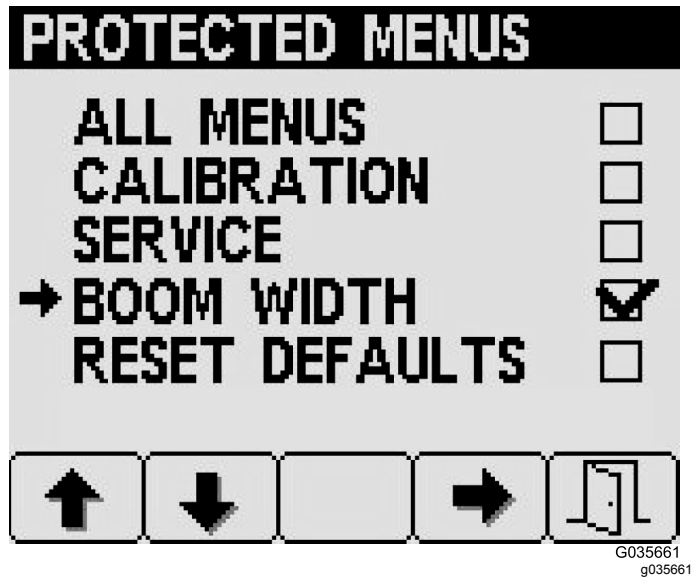 PROTECTED MENUS
ALL MENUS
CALIBRATION
SERVICE
BOOM WIDTH
RESET DEFAULTS
G035661
g035661